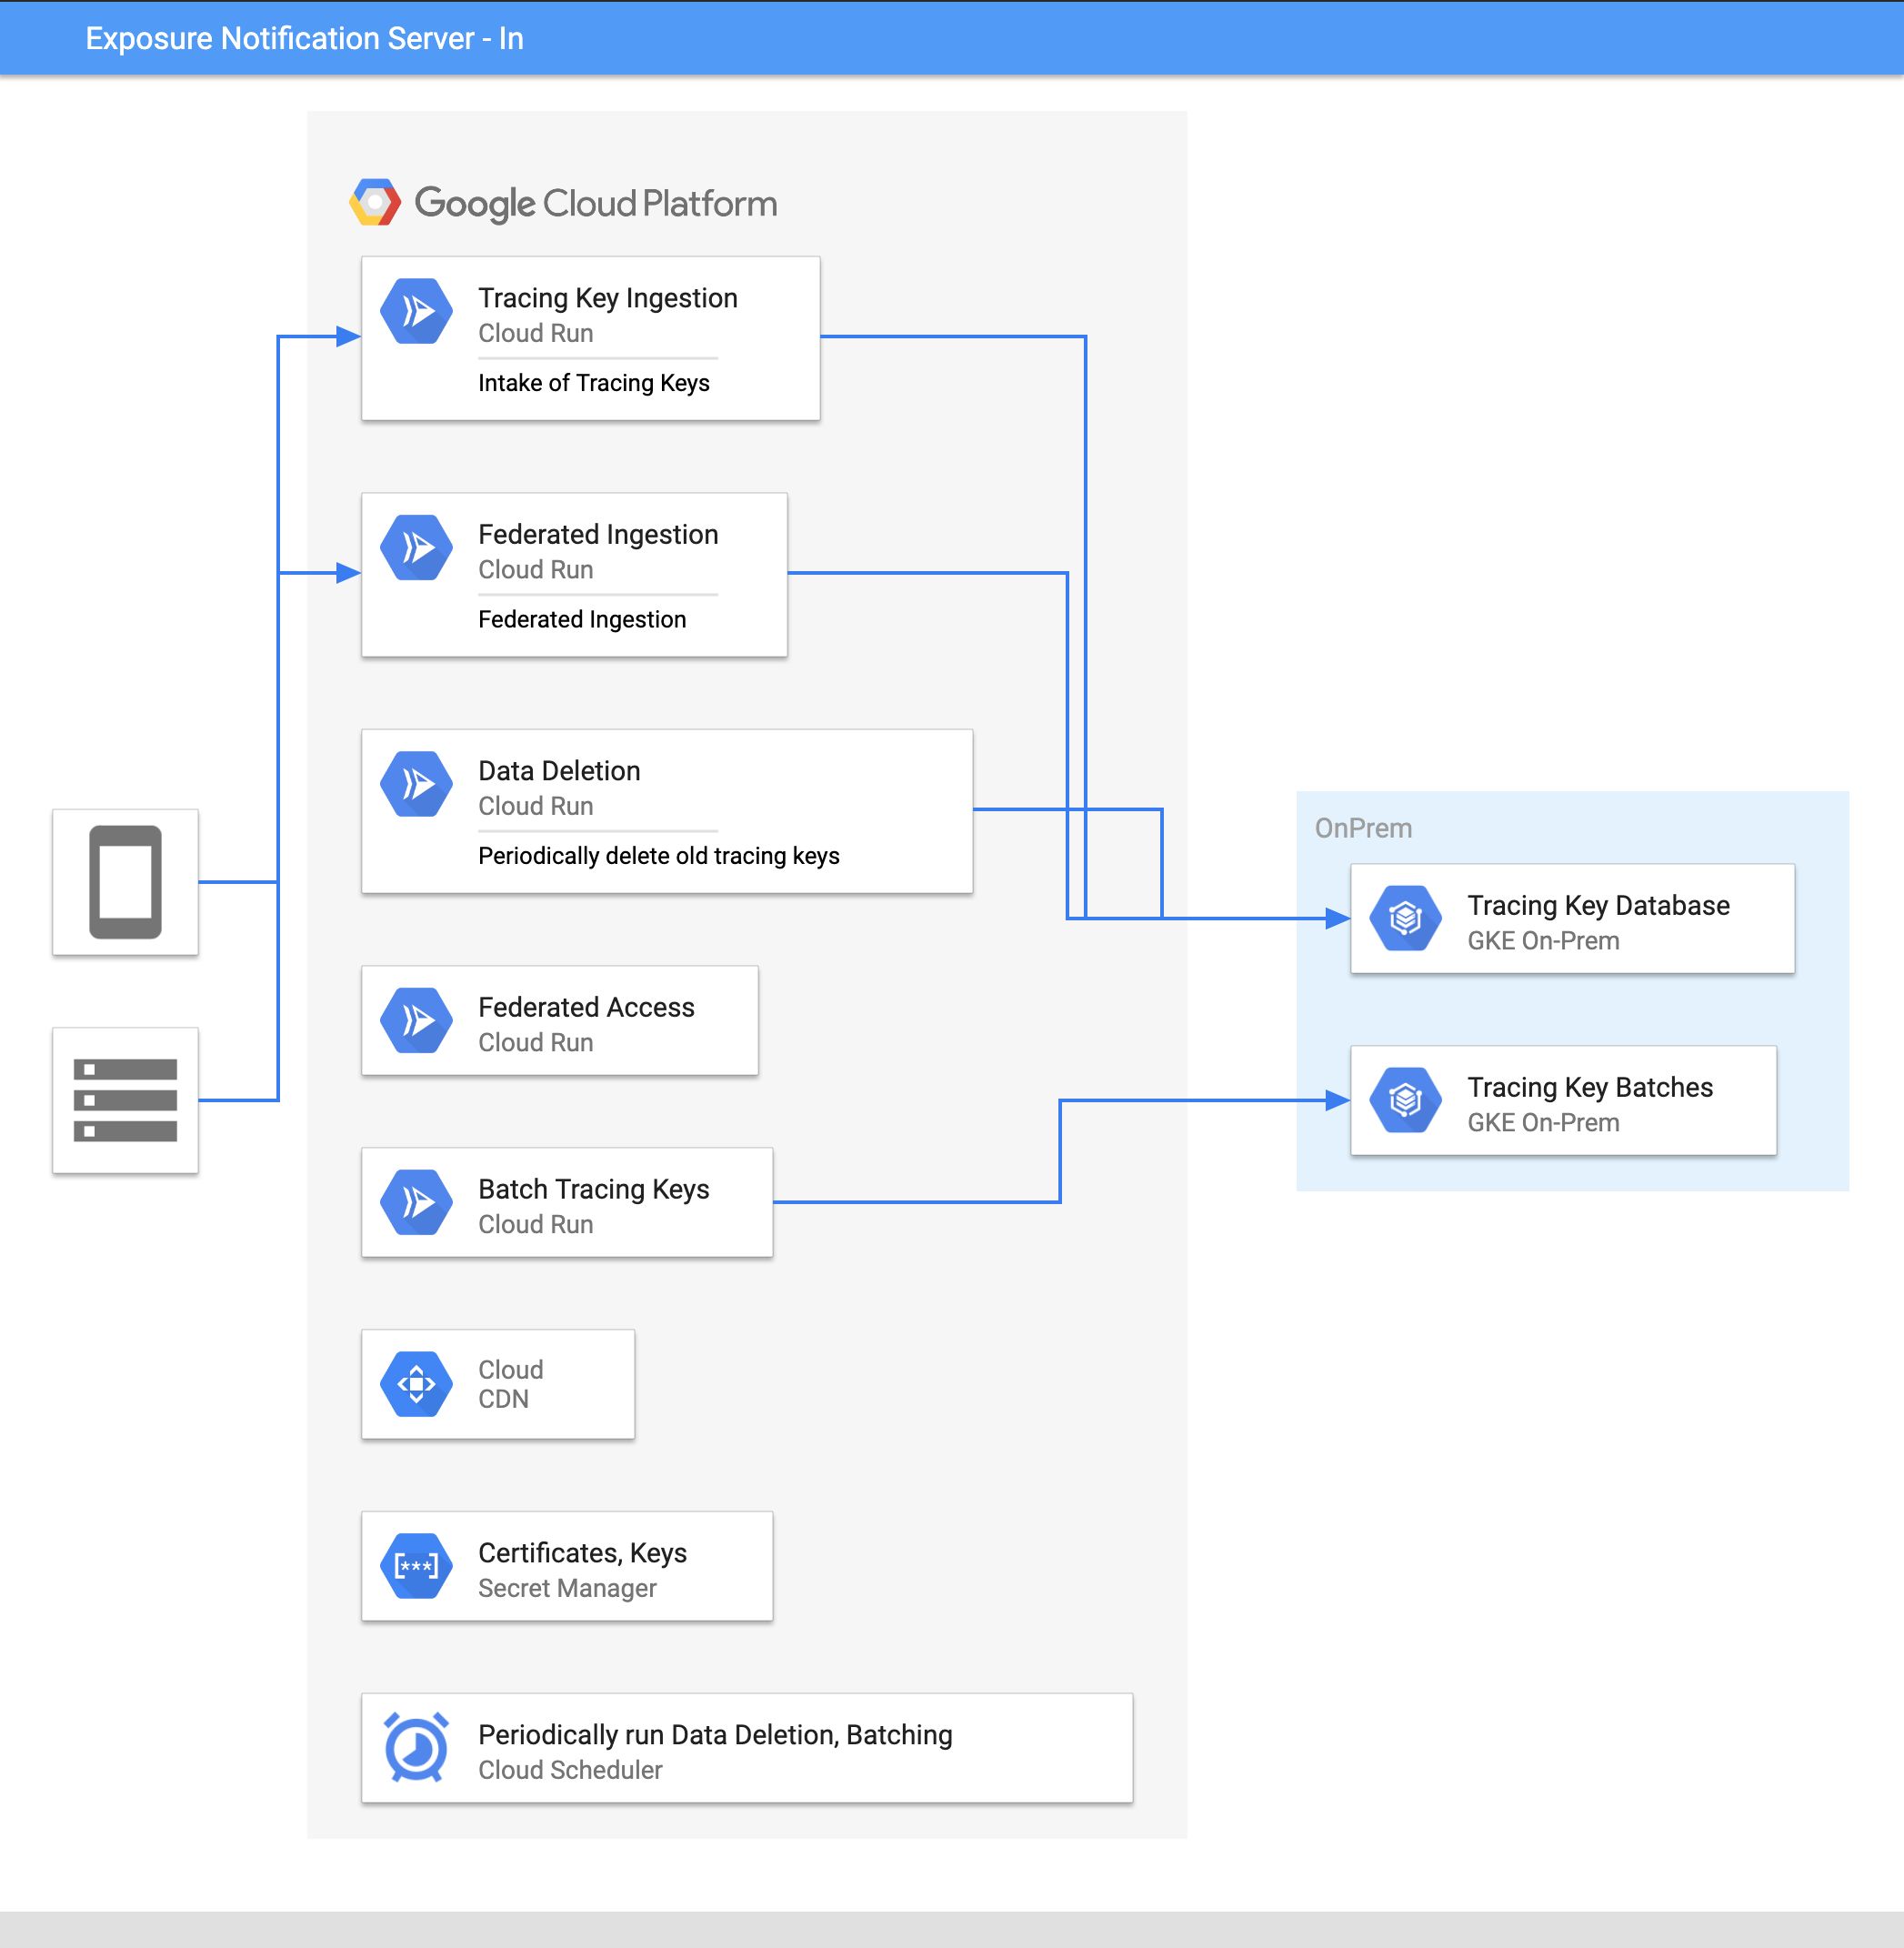 Exposure Notification Server - In
Google Cloud Platform
Tracing Key Ingestion
Cloud Run
Intake of Tracing Keys
Federated Ingestion
Cloud Run
Federated Ingestion
Data Deletion
Cloud Run
Periodically delete old tracing keys
Federated Access
Cloud Run
Batch Tracing Keys
Cloud Run
Cloud
CDN
Certificates, Keys
Secret Manager
Periodically run Data Deletion, Batching
Cloud Scheduler
OnPrem
Tracing Key Database
GKE On-Prem
Tracing Key Batches
GKE On-Prem